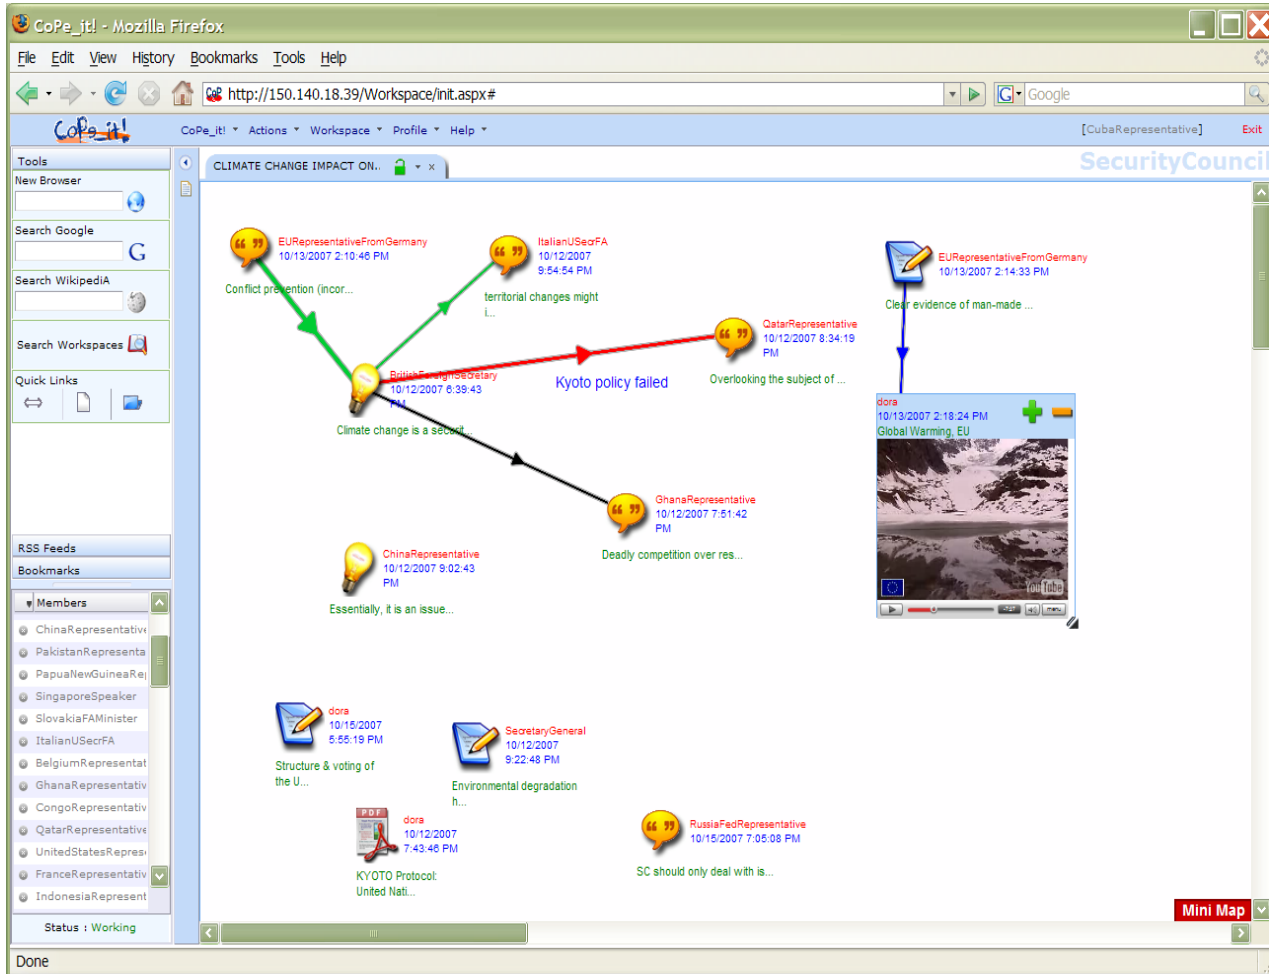 CoPe_it! - Mozilla Firefox
File Edit View History Bookmarks Tools Help
http://150.140.18.39/Workspace/init.aspx#
Google
CoPe_it!
CoPe_it! Actions Workspace Profile Help
[CubaRepresentative] Exit
Tools
CLIMATE CHANGE IMPACT ON.. x
SecurityCouncil
New Browser
Search Google
Search WikipediA
Search Workspaces
Quick Links
RSS Feeds
Bookmarks
Members
ChinaRepresentative
PakistanRepresenta
PapuaNewGuineaRe
SingaporeSpeaker
SlovakiaFAMinister
ItalianUSecrFA
BelgiumRepresentat
GhanaRepresentativ
CongoRepresentativ
QatarRepresentative
UnitedStatesRepres
FranceRepresentativ
IndonesiaRepresent
Status : Working
EURepresentativeFromGermany
10/13/2007 2:10:46 PM
Conflict prevention (incor...
ItalianUSecrFA
10/12/2007
9:54:54 PM
territorial changes might
i...
EURepresentativeFromGermany
10/13/2007 2:14:33 PM
Clear evidence of man-made ...
QatarRepresentative
10/12/2007 8:34:19
PM
Overlooking the subject of ...
BritishForeignSecretary
10/12/2007 6:39:43
PM
Climate change is a securit...
Kyoto policy failed
dora
10/13/2007 2:18:24 PM
Global Warming, EU
YouTube
menu
GhanaRepresentative
10/12/2007 7:51:42
PM
Deadly competition over res...
ChinaRepresentative
10/12/2007 9:02:43
PM
Essentially, it is an issue...
dora
10/15/2007
5:55:19 PM
Structure & voting of
the U...
SecretaryGeneral
10/12/2007
9:22:48 PM
Environmental degradation
h...
PDF
dora
10/12/2007
7:43:46 PM
KYOTO Protocol:
United Nati...
RussiaFedRepresentative
10/15/2007 7:05:08 PM
SC should only deal with is...
Mini Map
Done